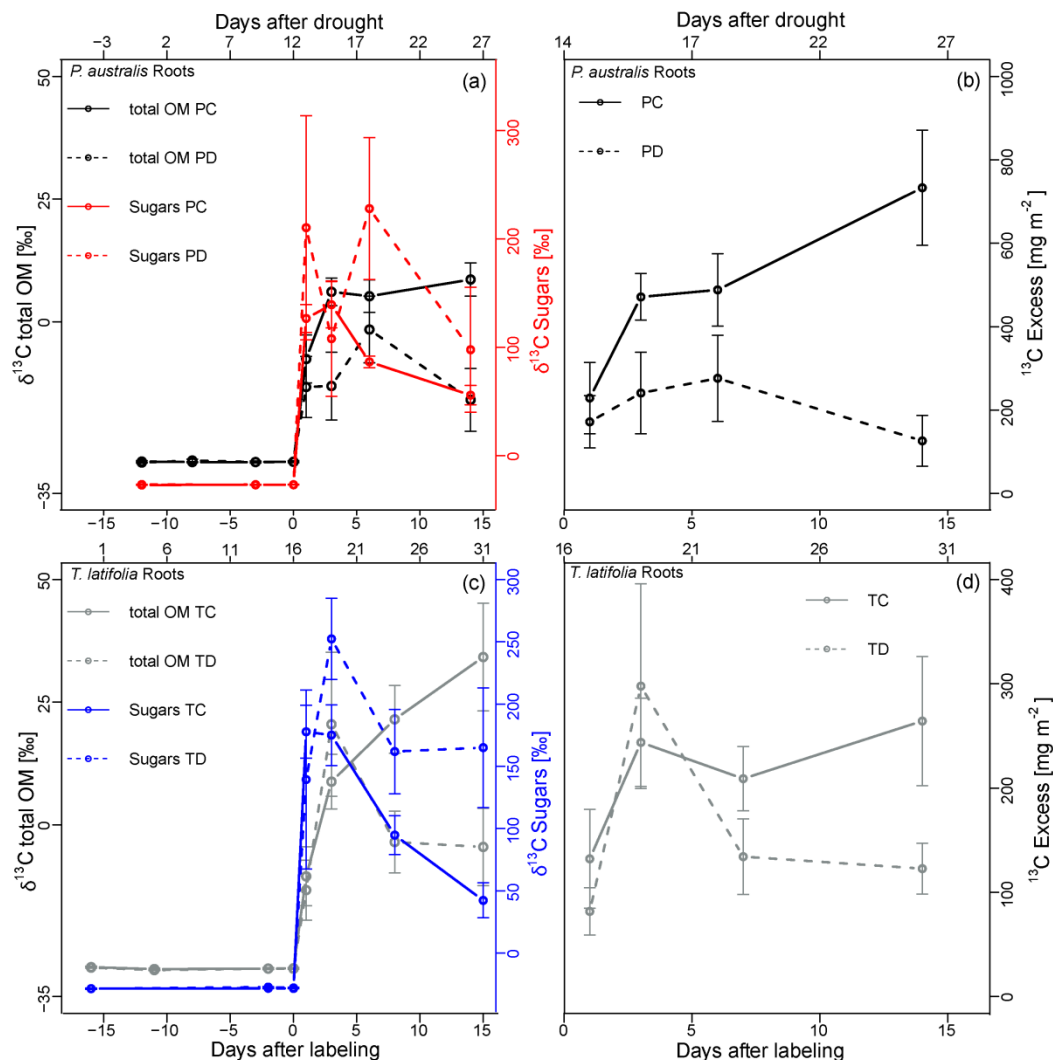 Days after drought
Days after drought
−3 2 7 12 17 22 27
14 17 22 26 27
P. australis Roots
(a)
total OM PC
total OM PD
Sugars PC
Sugars PD
50
25
0
−35
δ¹³C total OM [‰]
300
200
100
0
δ¹³C Sugars [‰]
−15 −10 −5 0 5 10 15
(b)
PC
PD
1000
800
600
400
200
0
¹³C Excess [mg m⁻²]
0 5 10 15
1 6 8 11 16 19 21 26 31
16 21 26 31
T. latifolia Roots
(c)
total OM TC
total OM TD
Sugars TC
Sugars TD
50
25
0
−35
δ¹³C total OM [‰]
300
250
200
150
100
50
0
δ¹³C Sugars [‰]
−15 −10 −5 0 5 10 15
Days after labeling
T. latifolia Roots
(d)
TC
TD
400
300
200
100
0
¹³C Excess [mg m⁻²]
0 5 10 15
Days after labeling